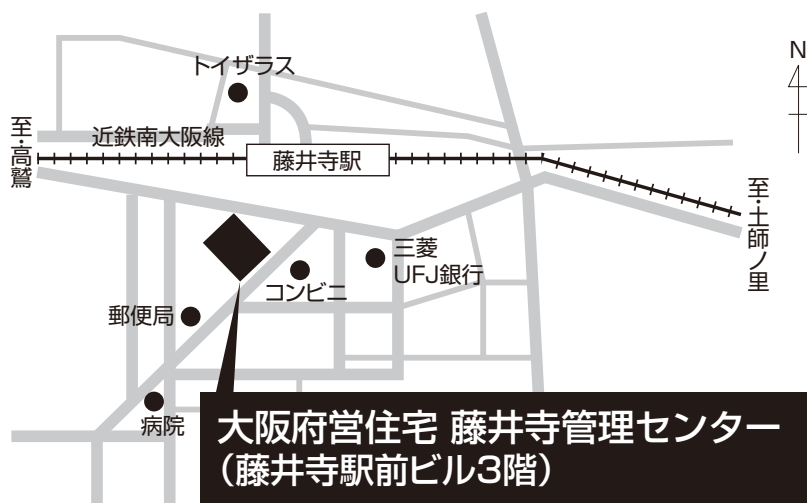 トイザラス
N
近鉄南大阪線
至・高鷲
藤井寺駅
至・土師ノ里
三菱
UFJ銀行
コンビニ
郵便局
病院
大阪府営住宅 藤井寺管理センター
（藤井寺駅前ビル3階）